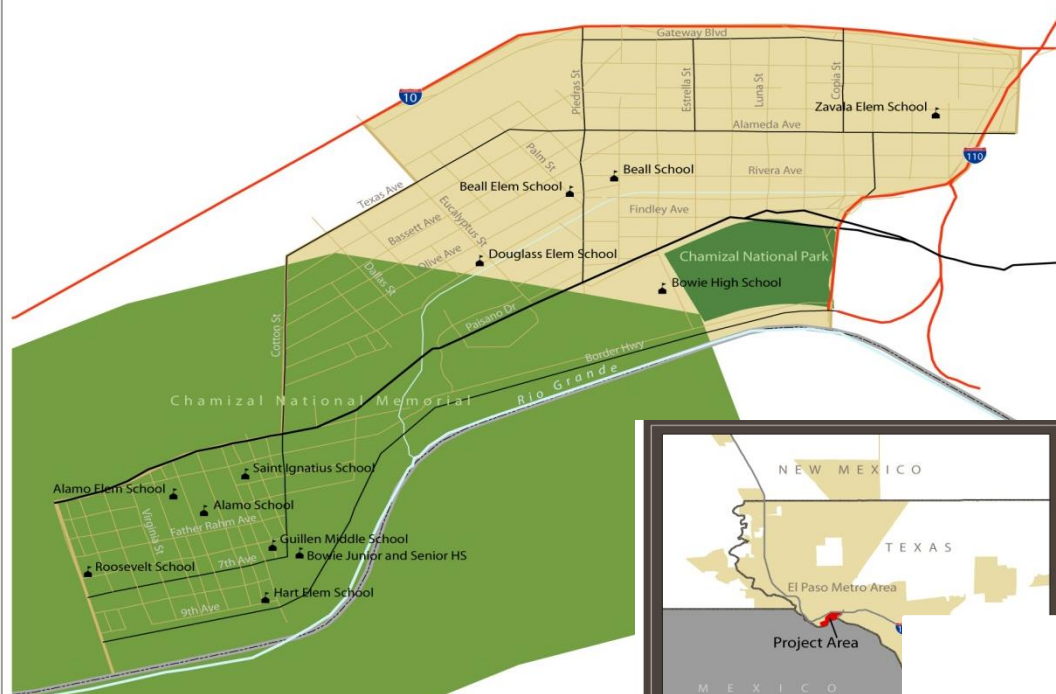 Gateway Blvd
10
Piedras St
Estrella St
Luna St
Copia St
Zavala Elem School
Alameda Ave
110
Palm St
Beall School
Rivera Ave
Texas Ave
Beall Elem School
Eucalyptus St
Findley Ave
Bassett Ave
Olive Ave
Douglass Elem School
Chamizal National Park
Dallas St
Bowie High School
Paisano Dr
Cotton St
Border Hwy
Rio Grande
Chamizal National Memorial
Saint Ignatius School
Alamo Elem School
Alamo School
Virginia St
Father Rahm Ave
Guillen Middle School
Bowie Junior and Senior HS
7th Ave
Roosevelt School
Hart Elem School
9th Ave
NEW MEXICO
TEXAS
El Paso Metro Area
Project Area
MEXICO